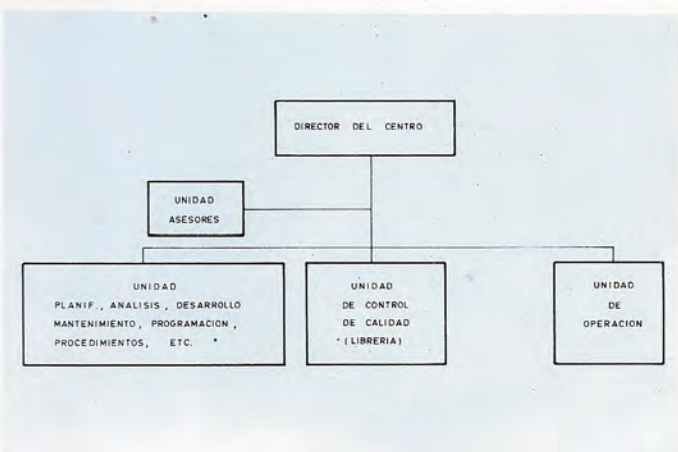 DIRECTOR DEL CENTRO
UNIDAD
ASESORES
UNIDAD
PLANIF., ANALISIS, DESARROLLO
MANTENIMIENTO, PROGRAMACION,
PROCEDIMIENTOS, ETC.
UNIDAD
DE CONTROL
DE CALIDAD
(LIBRERIA)
UNIDAD
DE
OPERACION